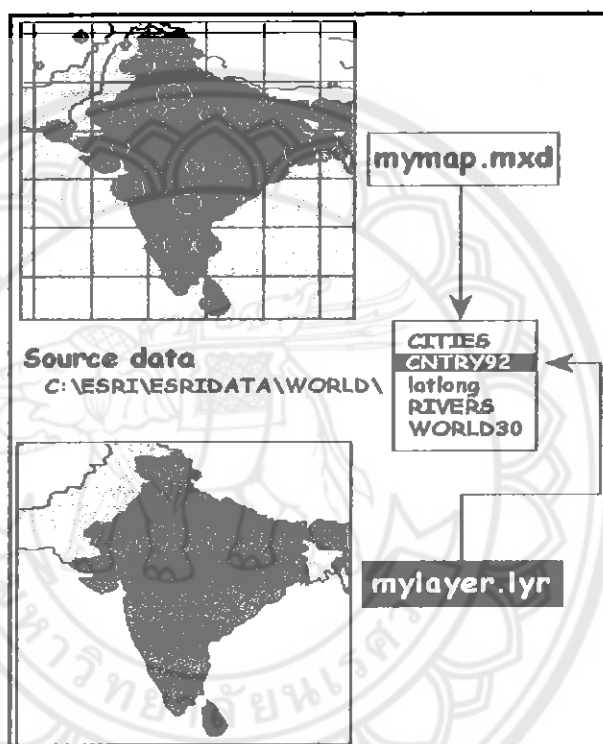 mymap.mxd
Source data
C:\ESRI\ESRIDATA\WORLD\
CITIES
CNTRY92
latlong
RIVERS
WORLD30
mylayer.lyr